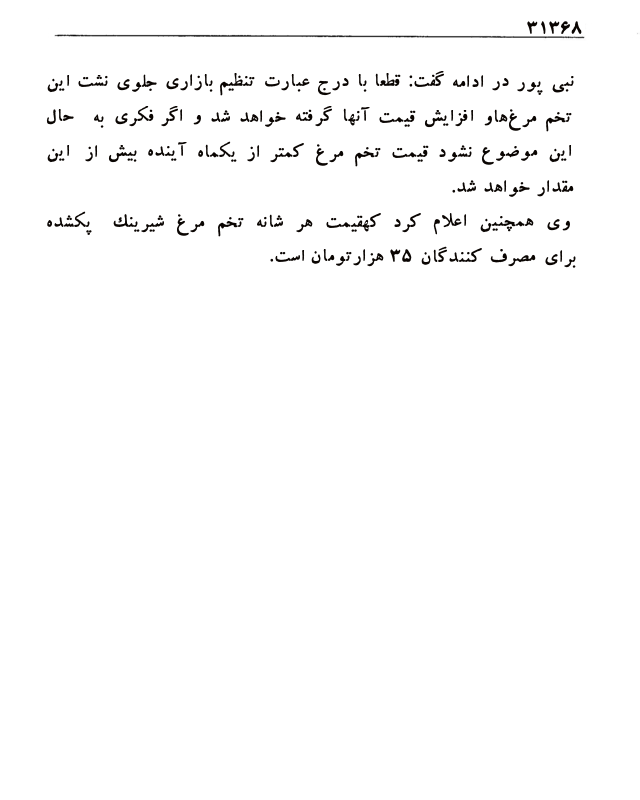 ۳۱۳۶۸
نبی پور در ادامه گفت: قطعا با درج عبارت تنظیم بازاری جلوی نشت این
تخم مرغ‌هاو افزایش قیمت آنها گرفته خواهد شد و اگر فکری به حال
این موضوع نشود قیمت تخم مرغ کمتر از یکماه آینده بیش از این
مقدار خواهد شد.
وی همچنین اعلام کرد کهقیمت هر شانه تخم مرغ شیرینك پکشده
برای مصرف کنندگان ۳۵ هزارتومان است.